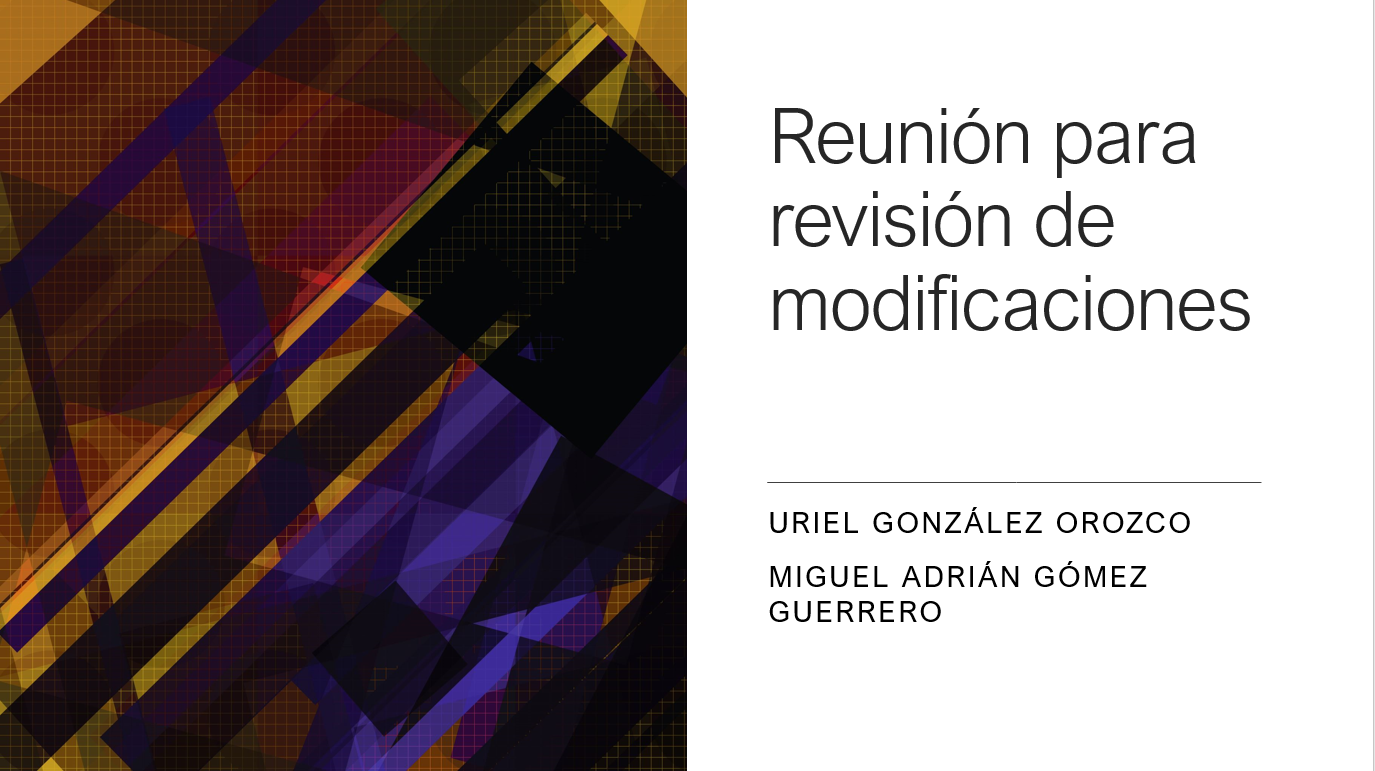 Reunión para
revisión de
modificaciones
URIEL GONZÁLEZ OROZCO
MIGUEL ADRIÁN GÓMEZ
GUERRERO